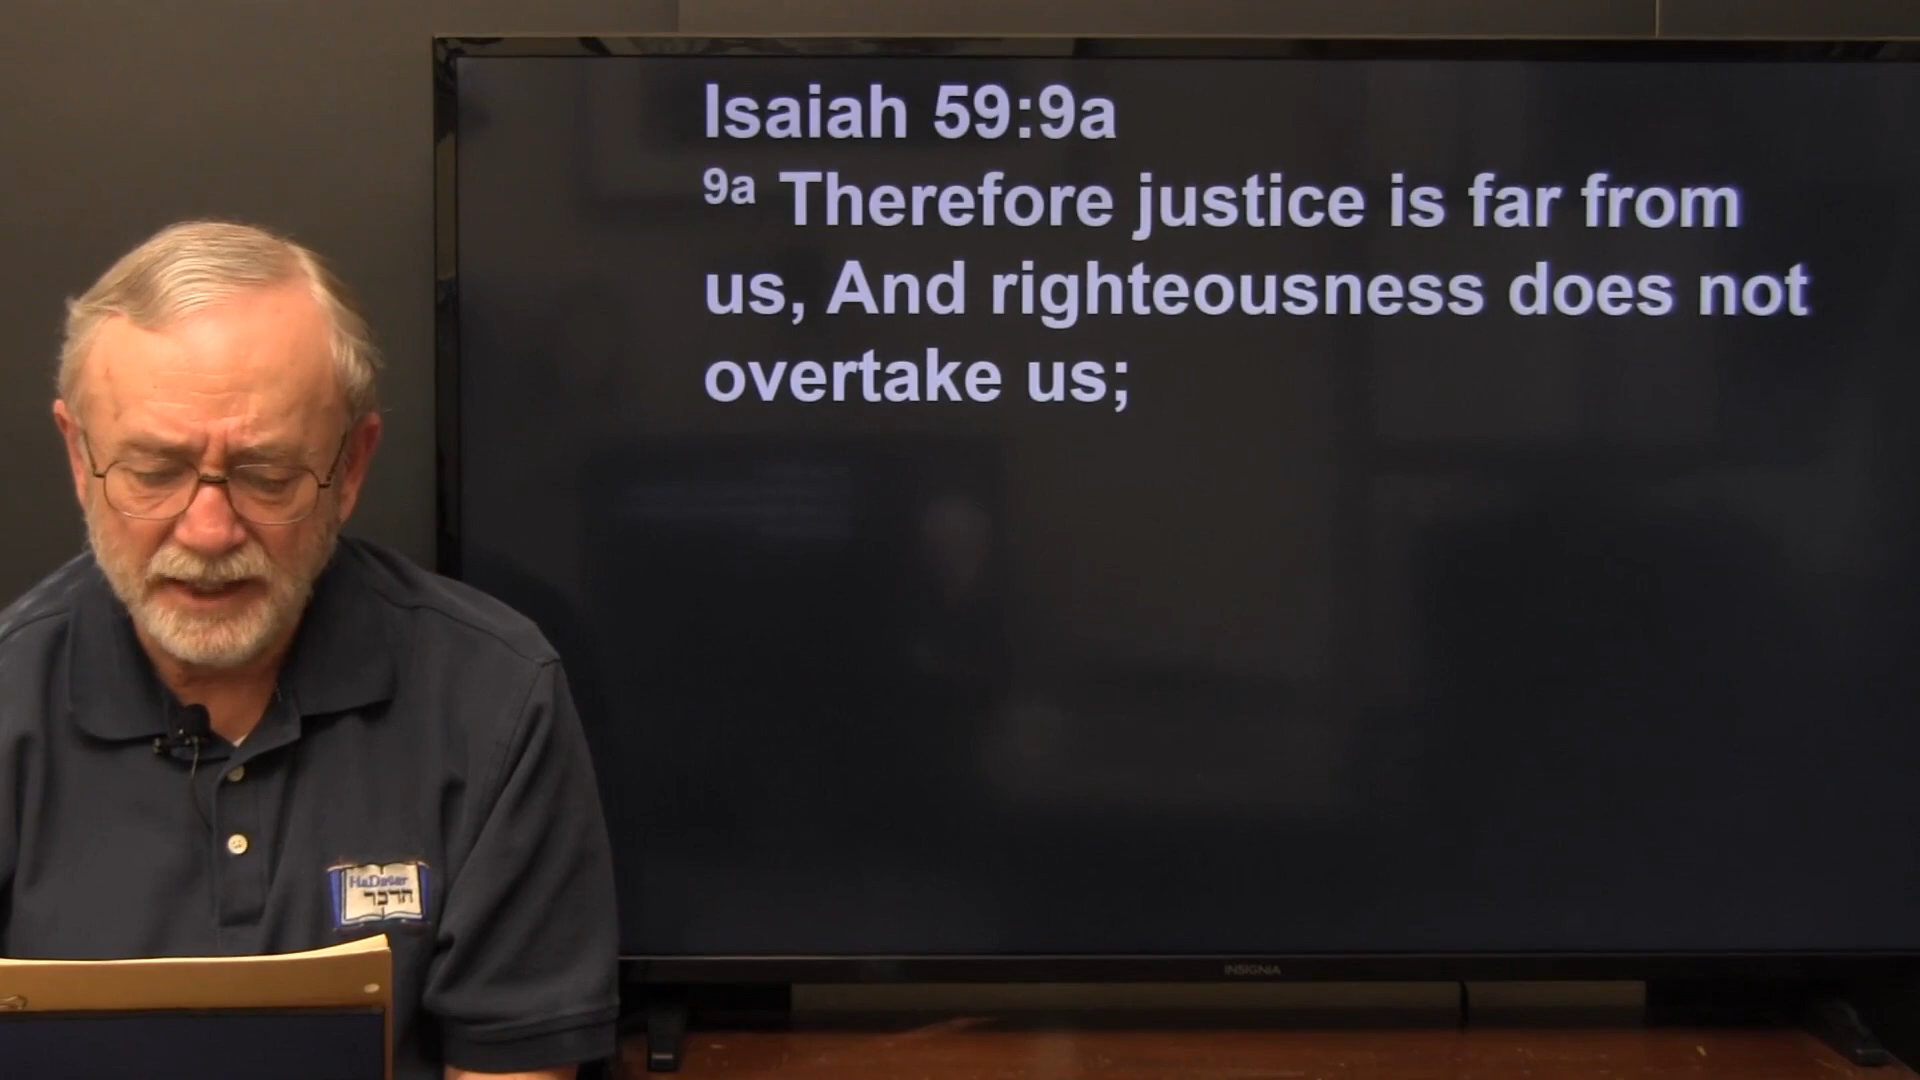 Isaiah 59:9a
9a Therefore justice is far from
us, And righteousness does not
overtake us;
HaDavar
הדבר
INSIGNIA